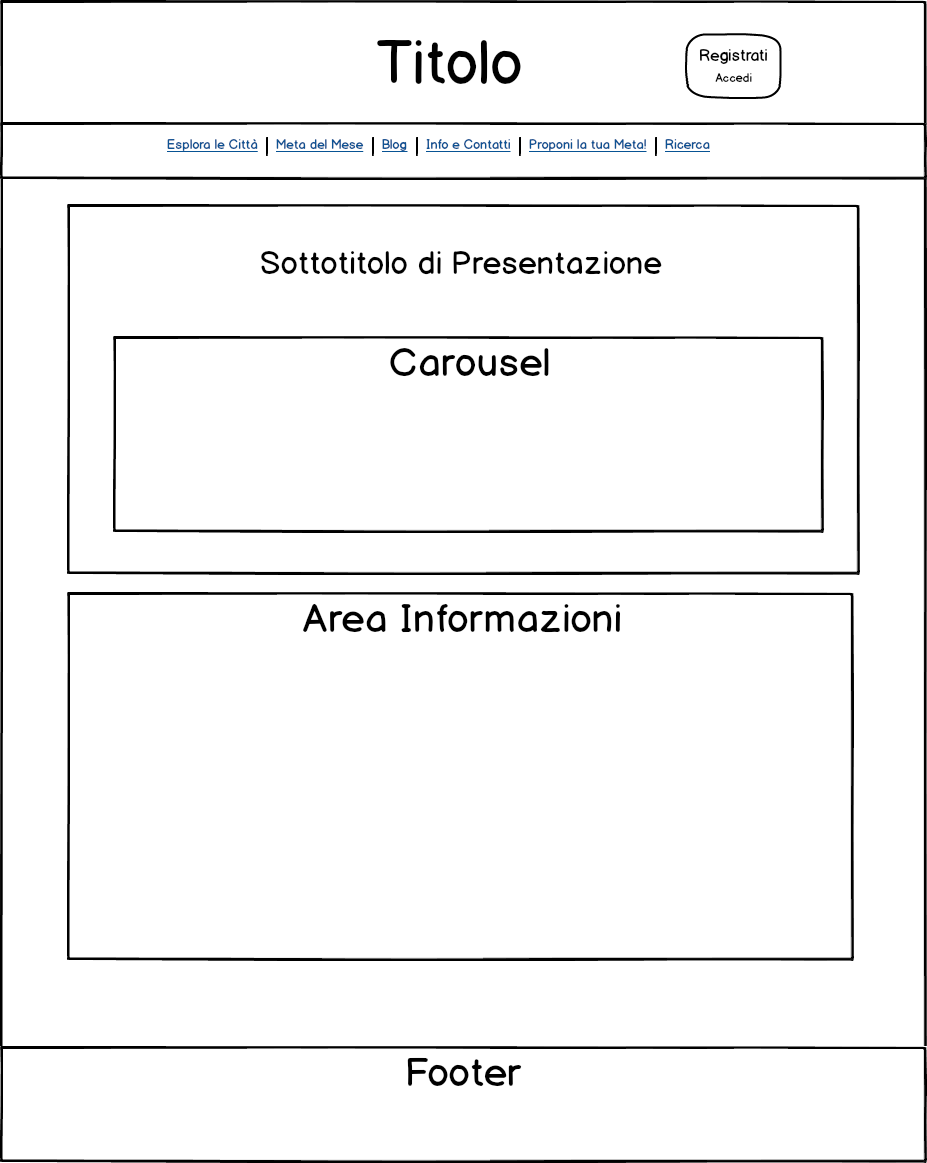 Titolo
Registrati
Accedi
Esplora le Città | Meta del Mese | Blog | Info e Contatti | Proponi la tua Meta! | Ricerca
Sottotitolo di Presentazione
Carousel
Area Informazioni
Footer